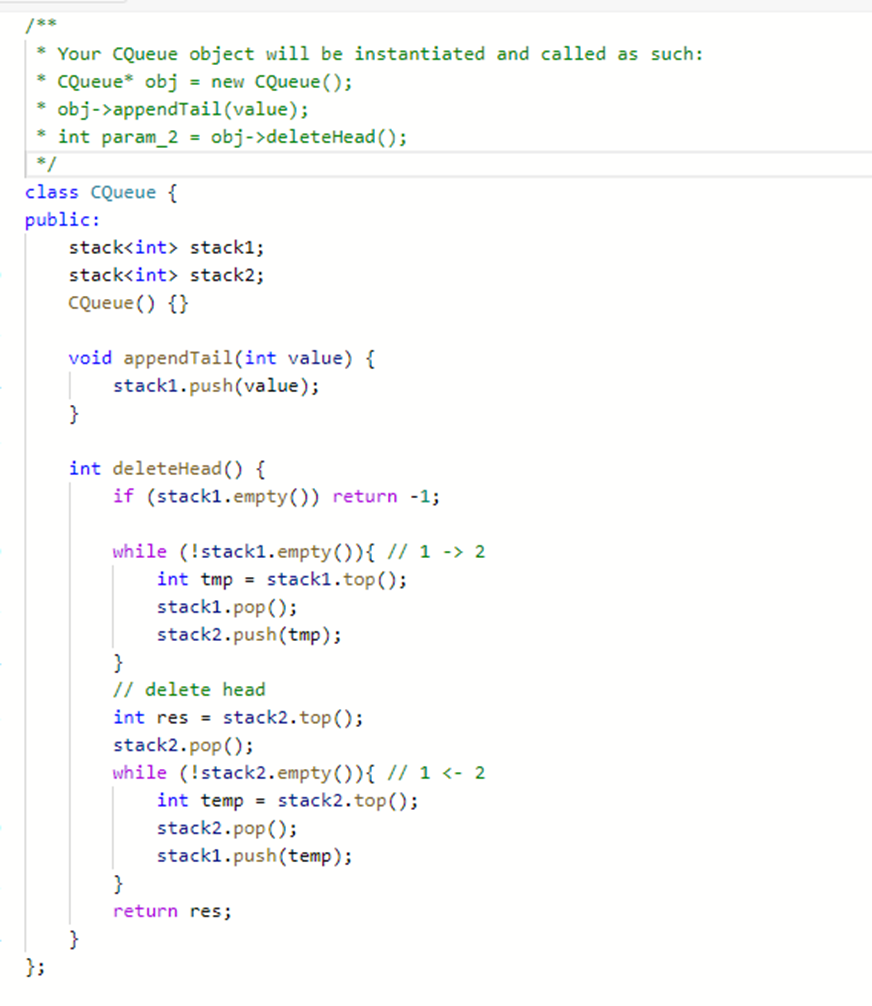 /**
 * Your CQueue object will be instantiated and called as such:
 * CQueue* obj = new CQueue();
 * obj->appendTail(value);
 * int param_2 = obj->deleteHead();
 */
class CQueue {
public:
    stack<int> stack1;
    stack<int> stack2;
    CQueue() {}

    void appendTail(int value) {
        stack1.push(value);
    }

    int deleteHead() {
        if (stack1.empty()) return -1;

        while (!stack1.empty()){ // 1 -> 2
            int tmp = stack1.top();
            stack1.pop();
            stack2.push(tmp);
        }
        // delete head
        int res = stack2.top();
        stack2.pop();
        while (!stack2.empty()){ // 1 <- 2
            int temp = stack2.top();
            stack2.pop();
            stack1.push(temp);
        }
        return res;
    }
};